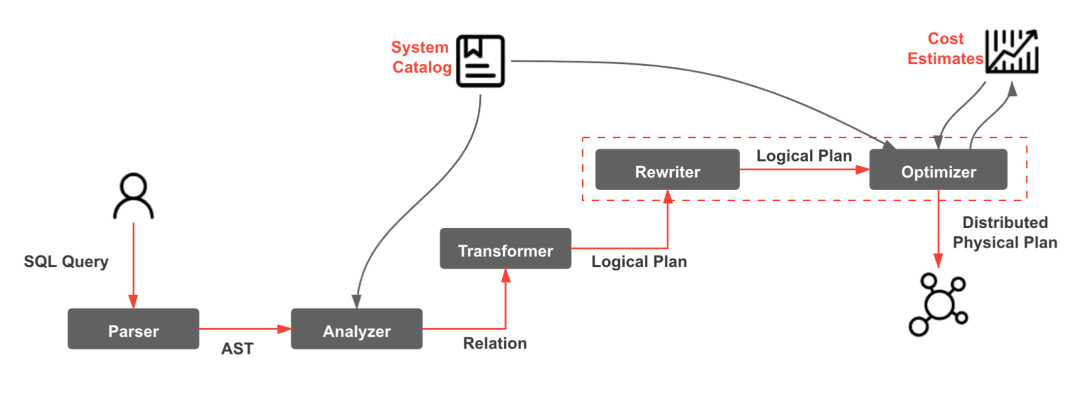 System
Catalog
Cost
Estimates
Logical Plan
Rewriter
Optimizer
Distributed
Physical Plan
Transformer
Logical Plan
SQL Query
Parser
AST
Analyzer
Relation